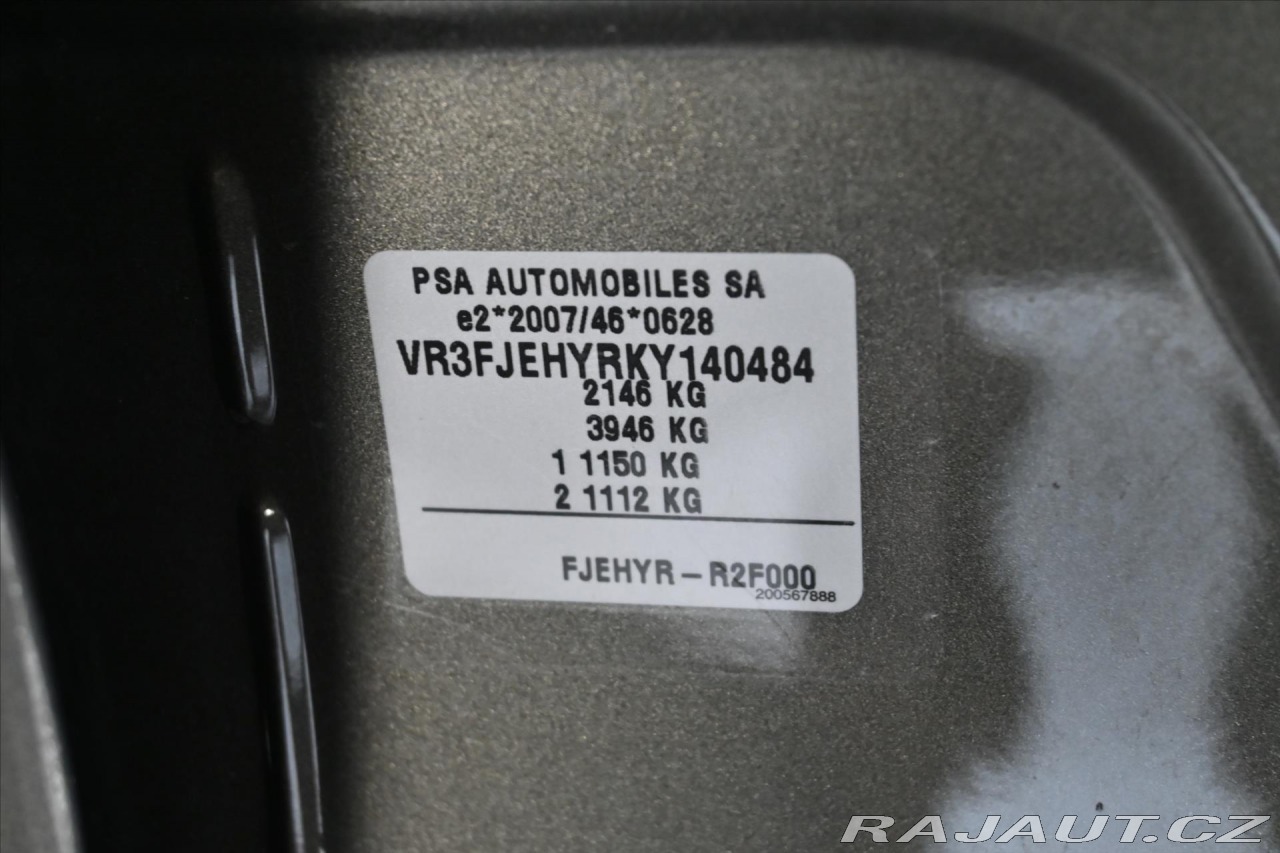 PSA AUTOMOBILES SA
e2*2007/46*0628
VR3FJEHYRKY140484
2146 KG
3946 KG
1 1150 KG
2 1112 KG
FJEHYR – R2F000
200567888
RAJAUT.CZ